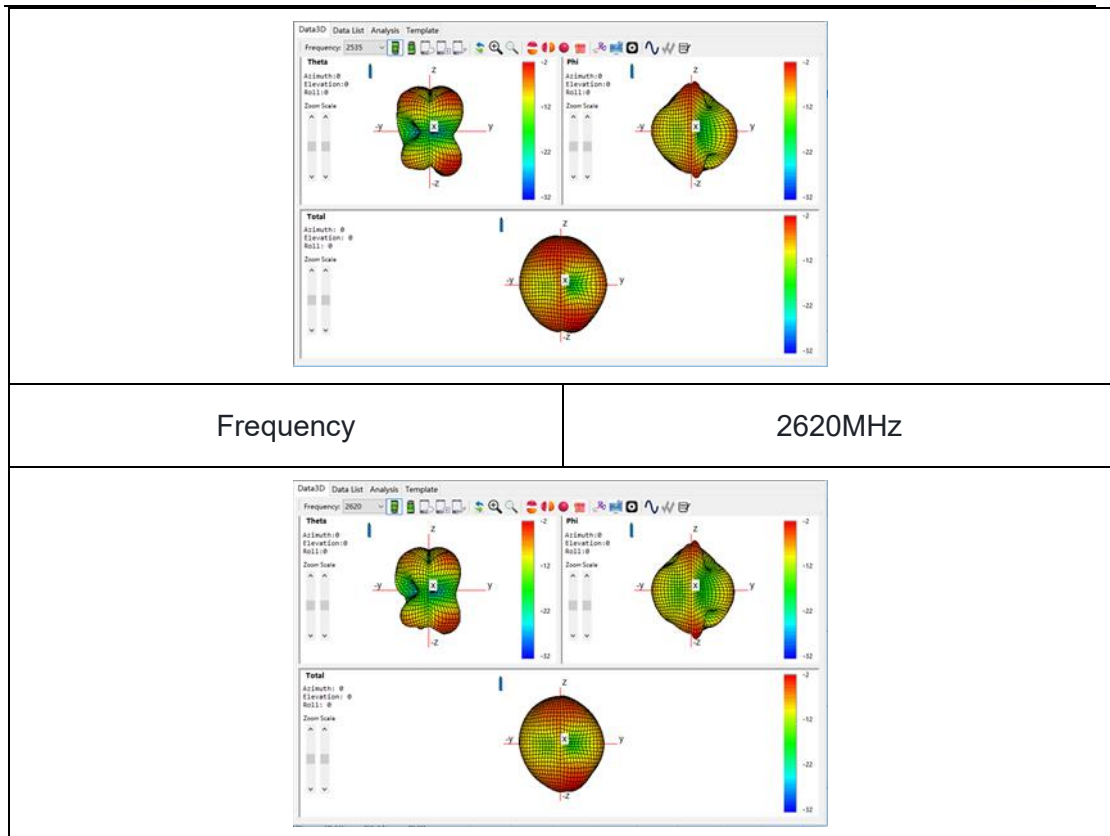 Data3D Data List Analysis Template
Frequency: 2535
Theta
Azimuth:0
Elevation:0
Roll:0
Zoom Scale
z
-y x y
-z
-2
-12
-22
-32
Phi
Azimuth:0
Elevation:0
Roll:0
Zoom Scale
z
-y x y
-z
-2
-12
-22
-32
Total
Azimuth: 0
Elevation: 0
Roll: 0
Zoom Scale
z
-y x y
-z
-2
-12
-22
-32
Frequency 2620MHz
Data3D Data List Analysis Template
Frequency: 2620
Theta
Azimuth:0
Elevation:0
Roll:0
Zoom Scale
z
-y x y
-z
-2
-12
-22
-32
Phi
Azimuth:0
Elevation:0
Roll:0
Zoom Scale
z
-y x y
-z
-2
-12
-22
-32
Total
Azimuth: 0
Elevation: 0
Roll: 0
Zoom Scale
z
-y x y
-z
-2
-12
-22
-32